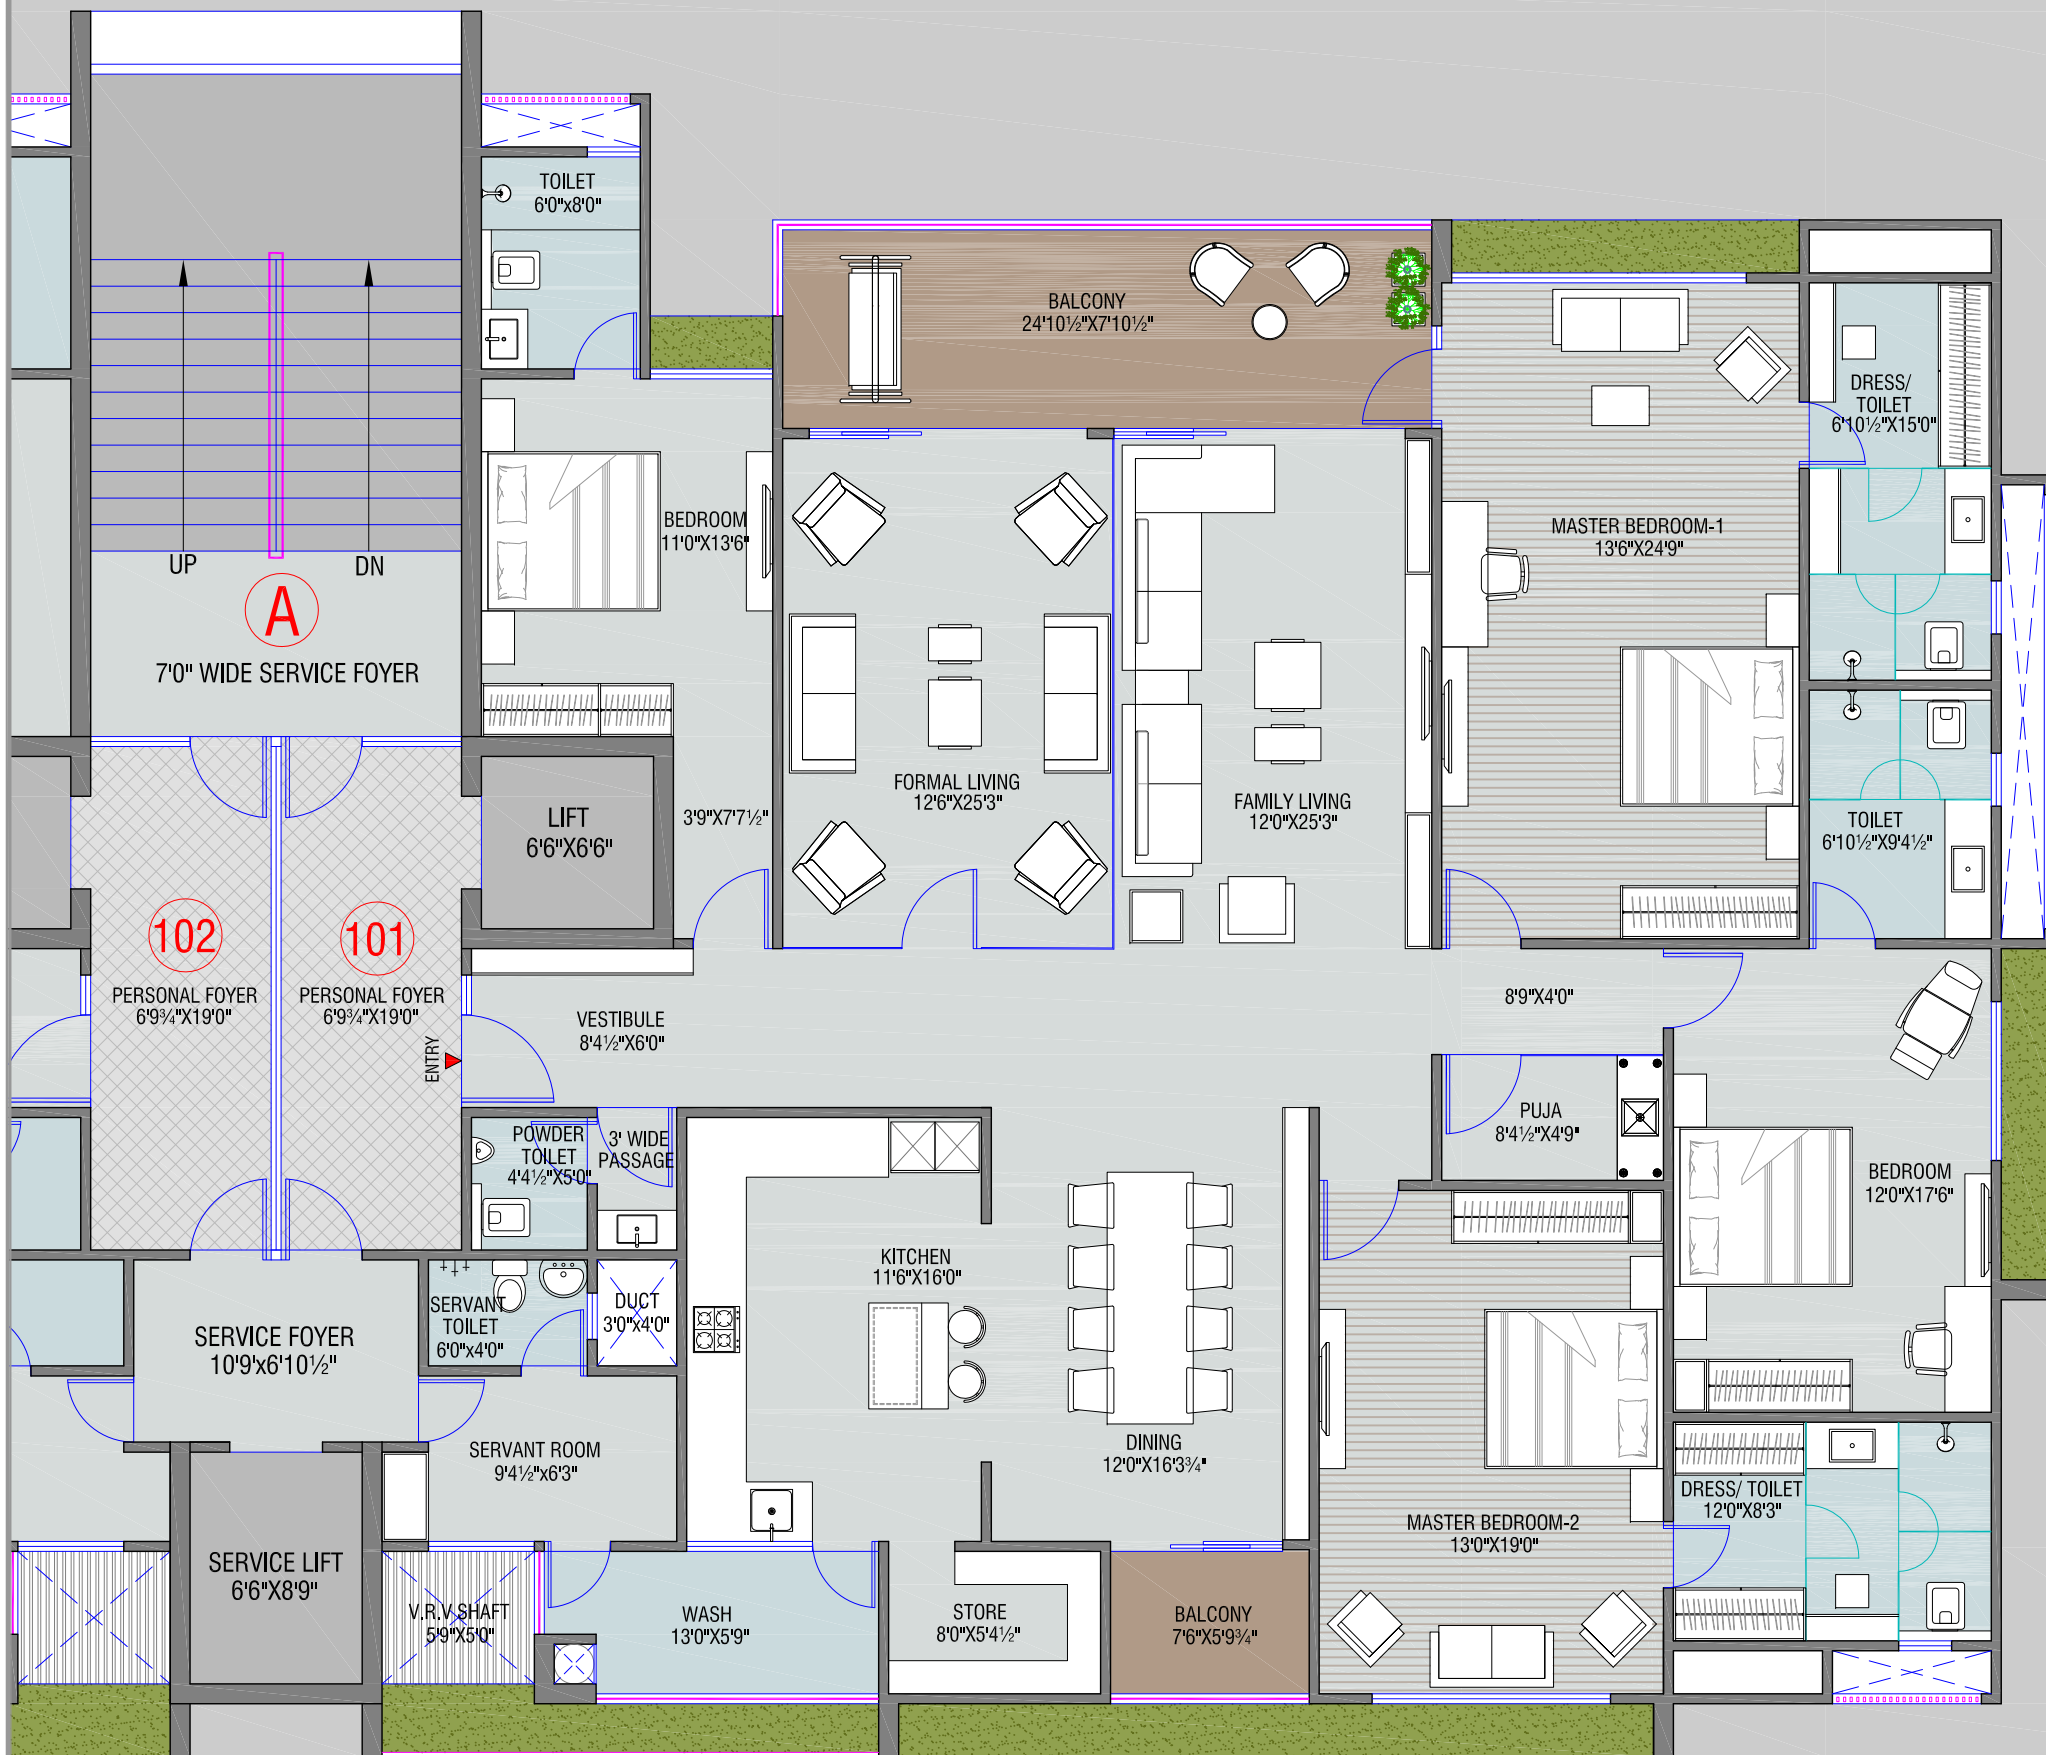 TOILET
6'0"x8'0"
BALCONY
24'10½"X7'10½"
DRESS/
TOILET
6'10½"X15'0"
BEDROOM
11'0"X13'6"
MASTER BEDROOM-1
13'6"X24'9"
UP
DN
A
7'0" WIDE SERVICE FOYER
LIFT
6'6"X6'6"
3'9"X7'7½"
FORMAL LIVING
12'6"X25'3"
FAMILY LIVING
12'0"X25'3"
TOILET
6'10½"X9'4½"
102
PERSONAL FOYER
6'9¾"X19'0"
101
PERSONAL FOYER
6'9¾"X19'0"
ENTRY
VESTIBULE
8'4½"X6'0"
8'9"X4'0"
POWDER
TOILET
4'4½"X5'0"
3' WIDE
PASSAGE
PUJA
8'4½"X4'9"
BEDROOM
12'0"X17'6"
KITCHEN
11'6"X16'0"
SERVANT
TOILET
6'0"x4'0"
DUCT
3'0"x4'0"
SERVICE FOYER
10'9"x6'10½"
SERVANT ROOM
9'4½"x6'3"
DINING
12'0"X16'3¾"
DRESS/ TOILET
12'0"X8'3"
MASTER BEDROOM-2
13'0"X19'0"
SERVICE LIFT
6'6"X8'9"
V.R.V.SHAFT
5'9"X5'0"
WASH
13'0"X5'9"
STORE
8'0"X5'4½"
BALCONY
7'6"X5'9¾"